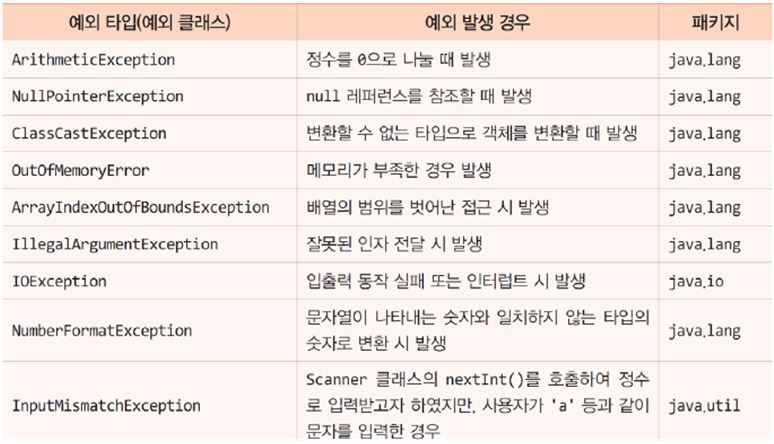 예외 타입(예외 클래스) 예외 발생 경우 패키지
ArithmeticException 정수를 0으로 나눌 때 발생 java.lang
NullPointerException null 레퍼런스를 참조할 때 발생 java.lang
ClassCastException 변환할 수 없는 타입으로 객체를 변환할 때 발생 java.lang
OutOfMemoryError 메모리가 부족한 경우 발생 java.lang
ArrayIndexOutOfBoundsException 배열의 범위를 벗어난 접근 시 발생 java.lang
IllegalArgumentException 잘못된 인자 전달 시 발생 java.lang
IOException 입출력 동작 실패 또는 인터럽트 시 발생 java.io
NumberFormatException 문자열이 나타내는 숫자와 일치하지 않는 타입의
숫자로 변환 시 발생 java.lang
InputMismatchException Scanner 클래스의 nextInt()를 호출하여 정수
로 입력받고자 하였지만, 사용자가 'a' 등과 같이 java.util
문자를 입력한 경우